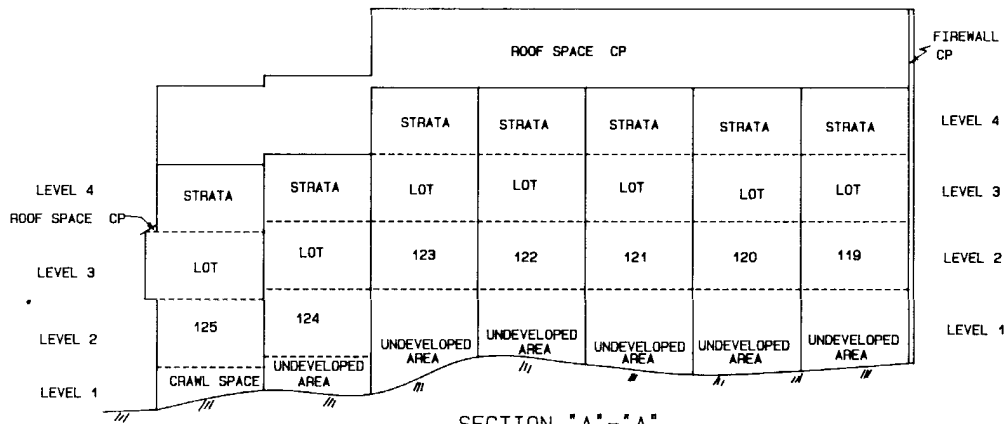 ROOF SPACE CP
FIREWALL
CP
STRATA STRATA STRATA STRATA STRATA
LEVEL 4
LEVEL 4
STRATA STRATA
LOT LOT LOT LOT LOT
LEVEL 3
ROOF SPACE CP
LEVEL 3
LOT LOT
123 122 121 120 119
LEVEL 2
LEVEL 2
125 124
UNDEVELOPED AREA
UNDEVELOPED AREA
UNDEVELOPED AREA
UNDEVELOPED AREA
UNDEVELOPED AREA
LEVEL 1
LEVEL 1
CRAWL SPACE
UNDEVELOPED AREA
SECTION "A"-"A"